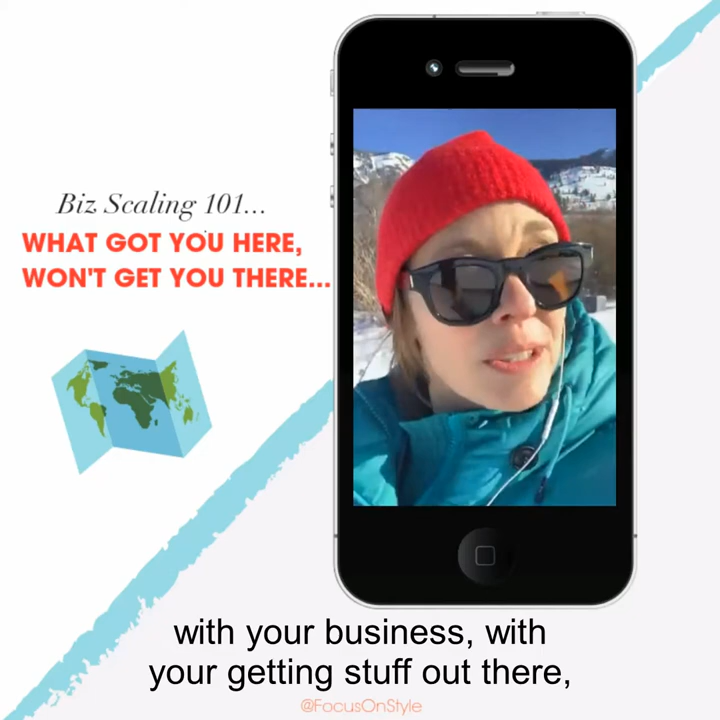 Biz Scaling 101...
WHAT GOT YOU HERE,
WON'T GET YOU THERE...
with your business, with
your getting stuff out there,
@FocusOnStyle